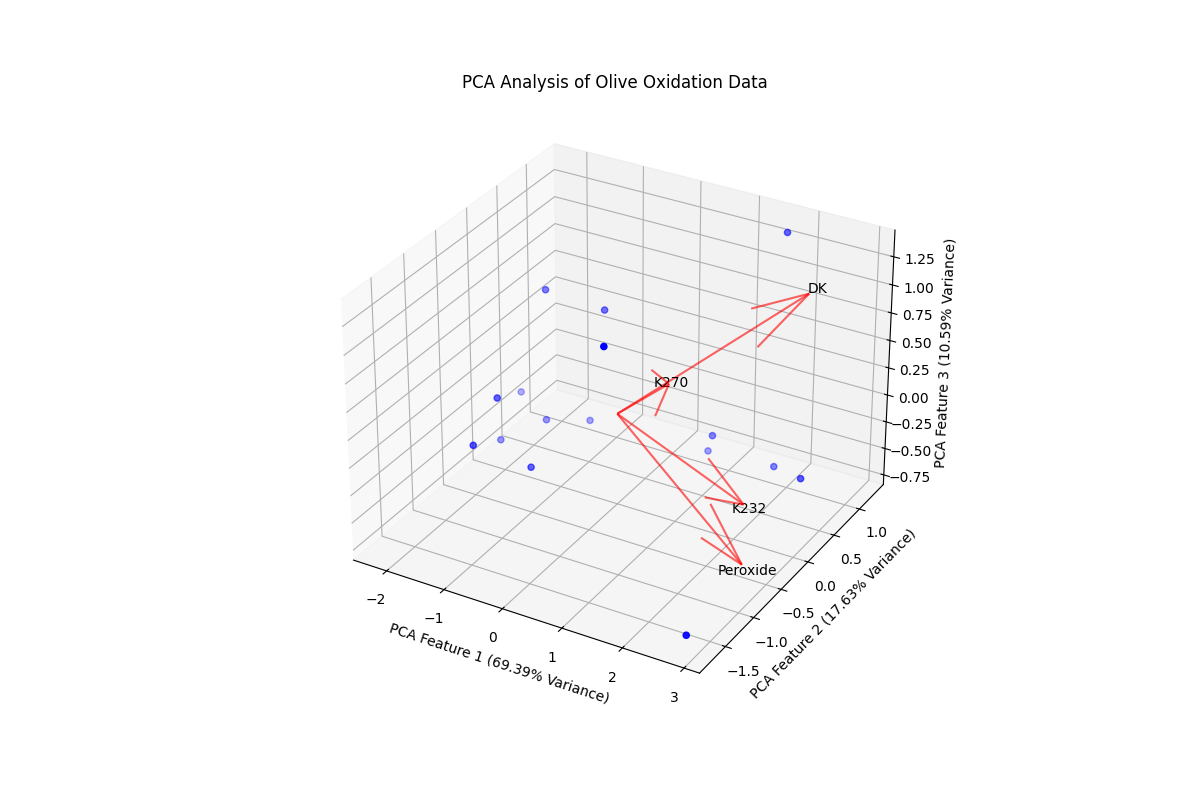 PCA Analysis of Olive Oxidation Data
DK
K270
K232
Peroxide
1.25
1.00
0.75
0.50
0.25
0.00
−0.25
−0.50
−0.75
PCA Feature 3 (10.59% Variance)
1.0
0.5
0.0
−0.5
−1.0
−1.5
PCA Feature 2 (17.63% Variance)
−2
−1
0
1
2
3
PCA Feature 1 (69.39% Variance)